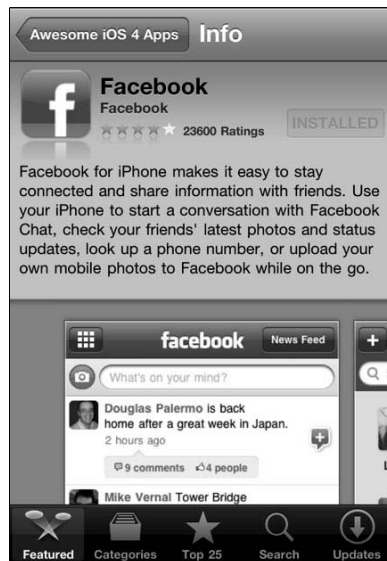 Awesome iOS 4 Apps
Info
f
Facebook
Facebook
23600 Ratings
INSTALLED
Facebook for iPhone makes it easy to stay
connected and share information with friends. Use
your iPhone to start a conversation with Facebook
Chat, check your friends' latest photos and status
updates, look up a phone number, or upload your
own mobile photos to Facebook while on the go.
facebook
News Feed
+
What's on your mind?
Douglas Palermo is back
home after a great week in Japan.
2 hours ago
9 comments 4 people
Mike Vernal Tower Bridge
L
Featured
Categories
Top 25
Search
Updates